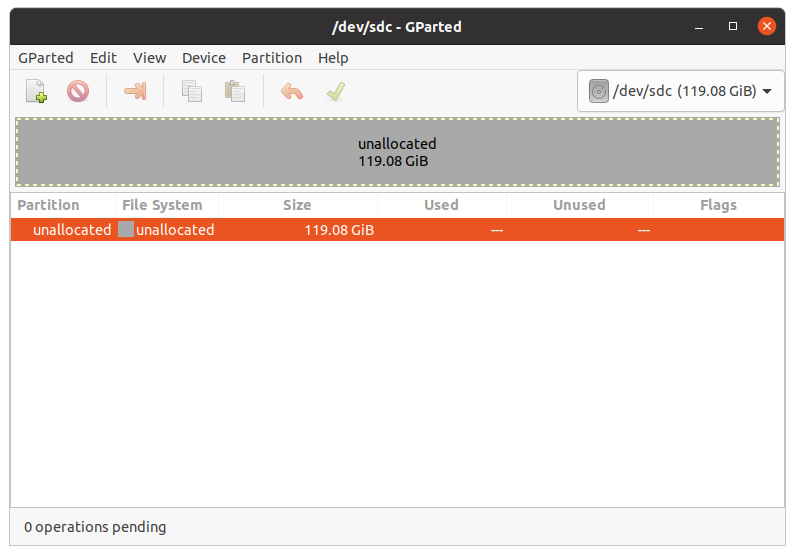 /dev/sdc - GParted
GParted Edit View Device Partition Help
/dev/sdc (119.08 GiB)
unallocated
119.08 GiB
Partition File System Size Used Unused Flags
unallocated unallocated 119.08 GiB --- ---
0 operations pending